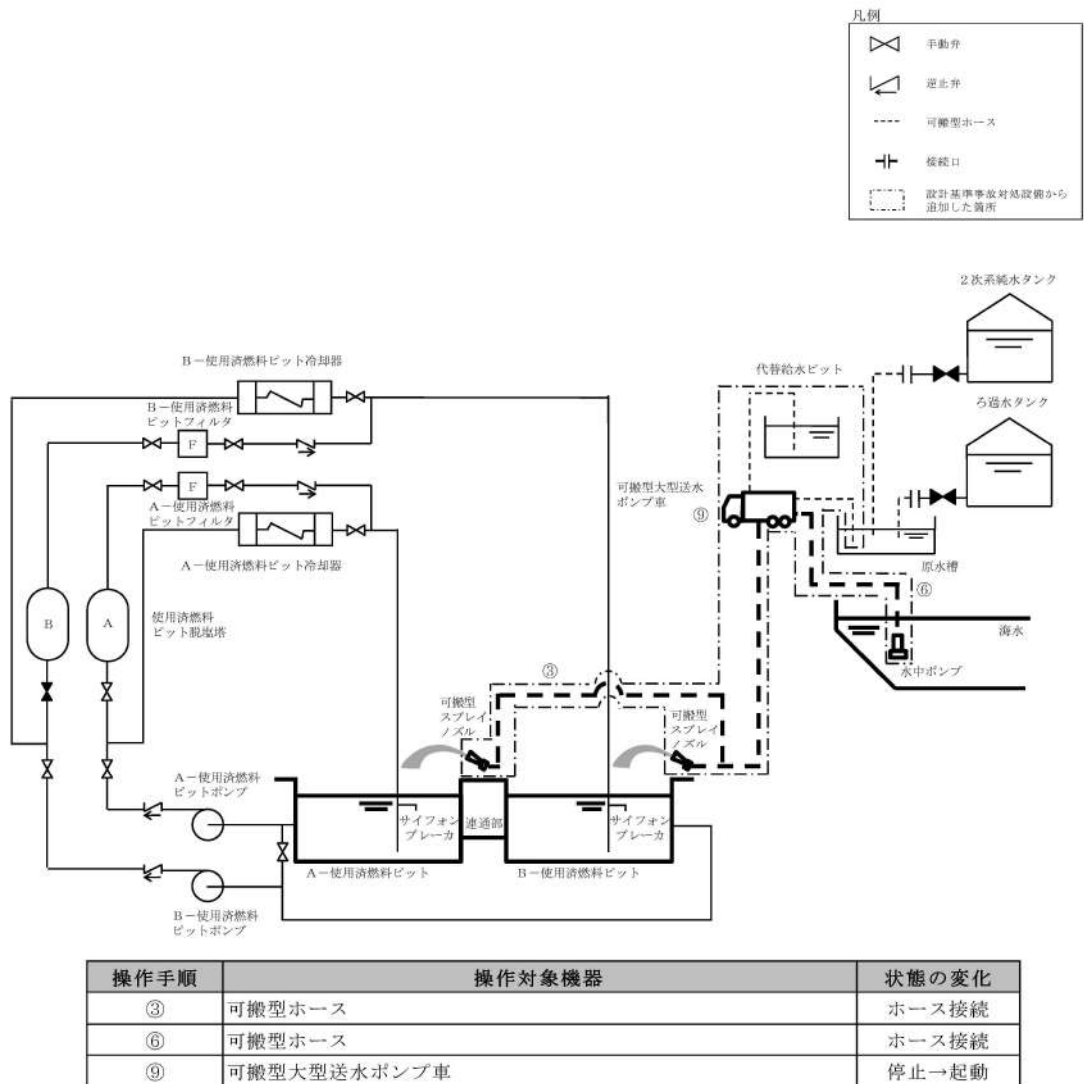 凡例
手動弁
逆止弁
可搬型ホース
接続口
設計基準事故対処設備から
追加した箇所
2次系純水タンク
代替給水ピット
ろ過水タンク
B－使用済燃料ピット冷却器
B－使用済燃料
ピットフィルタ
F
F
A－使用済燃料
ピットフィルタ
A－使用済燃料ピット冷却器
可搬型大型送水
ポンプ車
⑨
原水槽
⑥
海水
水中ポンプ
B
A
使用済燃料
ピット脱塩塔
③
可搬型
スプレイ
ノズル
可搬型
スプレイ
ノズル
A－使用済燃料
ピットポンプ
サイフォン
ブレーカ
連通部
サイフォン
ブレーカ
A－使用済燃料ピット
B－使用済燃料ピット
B－使用済燃料
ピットポンプ
操作手順 操作対象機器 状態の変化
③ 可搬型ホース ホース接続
⑥ 可搬型ホース ホース接続
⑨ 可搬型大型送水ポンプ車 停止→起動